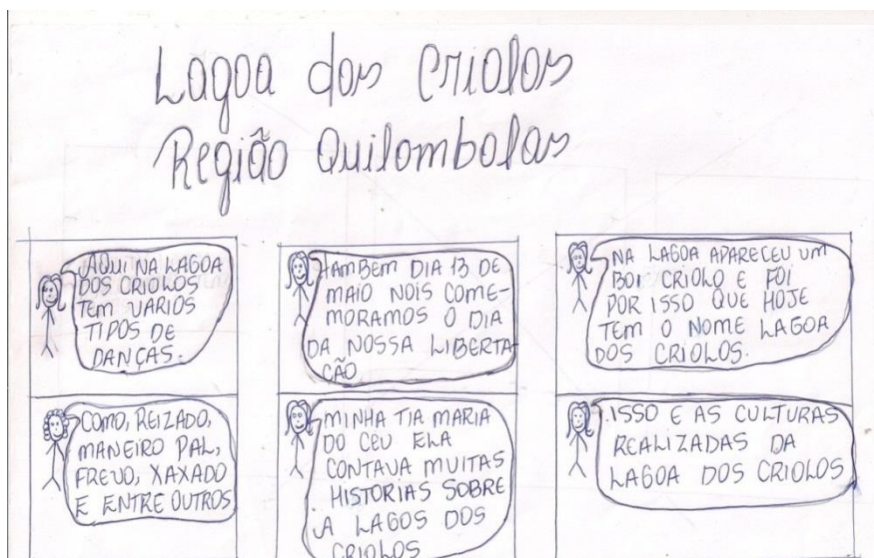 Lagoa dos Criolos
Região Quilombolas
AQUI NA LAGOA
DOS CRIOLOS
TEM VARIOS
TIPOS DE
DANÇAS.
COMO, REIZADO,
MANEIRO PAL,
FREVO, XAXADO
E ENTRE OUTROS
TAMBEM DIA 13 DE
MAIO NOIS COME-
MORAMOS O DIA
DA NOSSA LIBERTA-
CÃO
MINHA TIA MARIA
DO CEU ELA
CONTAVA MUITAS
HISTORIAS SOBRE
A LAGOS DOS
CRIOLOS
NA LAGOA APARECEU UM
BOI CRIOLO E FOI
POR ISSO QUE HOJE
TEM O NOME LAGOA
DOS CRIOLOS.
ISSO E AS CULTURAS
REALIZADAS DA
LAGOA DOS CRIOLOS